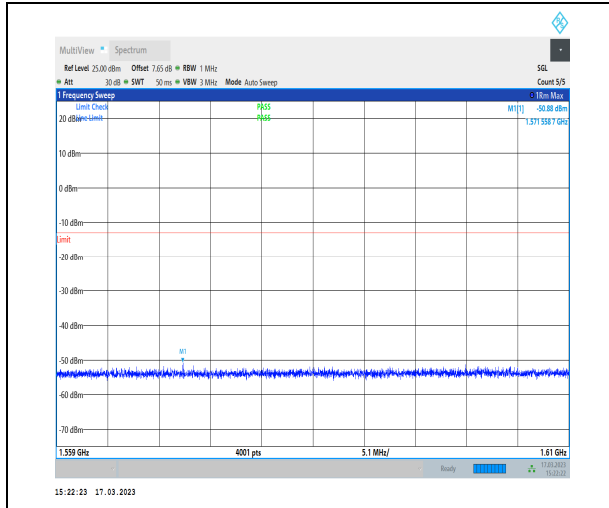 MultiView Spectrum
Ref Level 25.00 dBm Offset 7.65 dB RBW 1 MHz SGL
Att 30 dB SWT 50 ms VBW 3 MHz Mode Auto Sweep Count 5/5
1 Frequency Sweep 1Rm Max
Limit Check PASS M1[1] -50.88 dBm
20 dBm Line Limit PASS 1.571 558 7 GHz
10 dBm
0 dBm
-10 dBm
Limit
-20 dBm
-30 dBm
-40 dBm
M1
-50 dBm
-60 dBm
-70 dBm
1.559 GHz 4001 pts 5.1 MHz/ 1.61 GHz
Ready 17.03.2023
15:22:22
15:22:23 17.03.2023